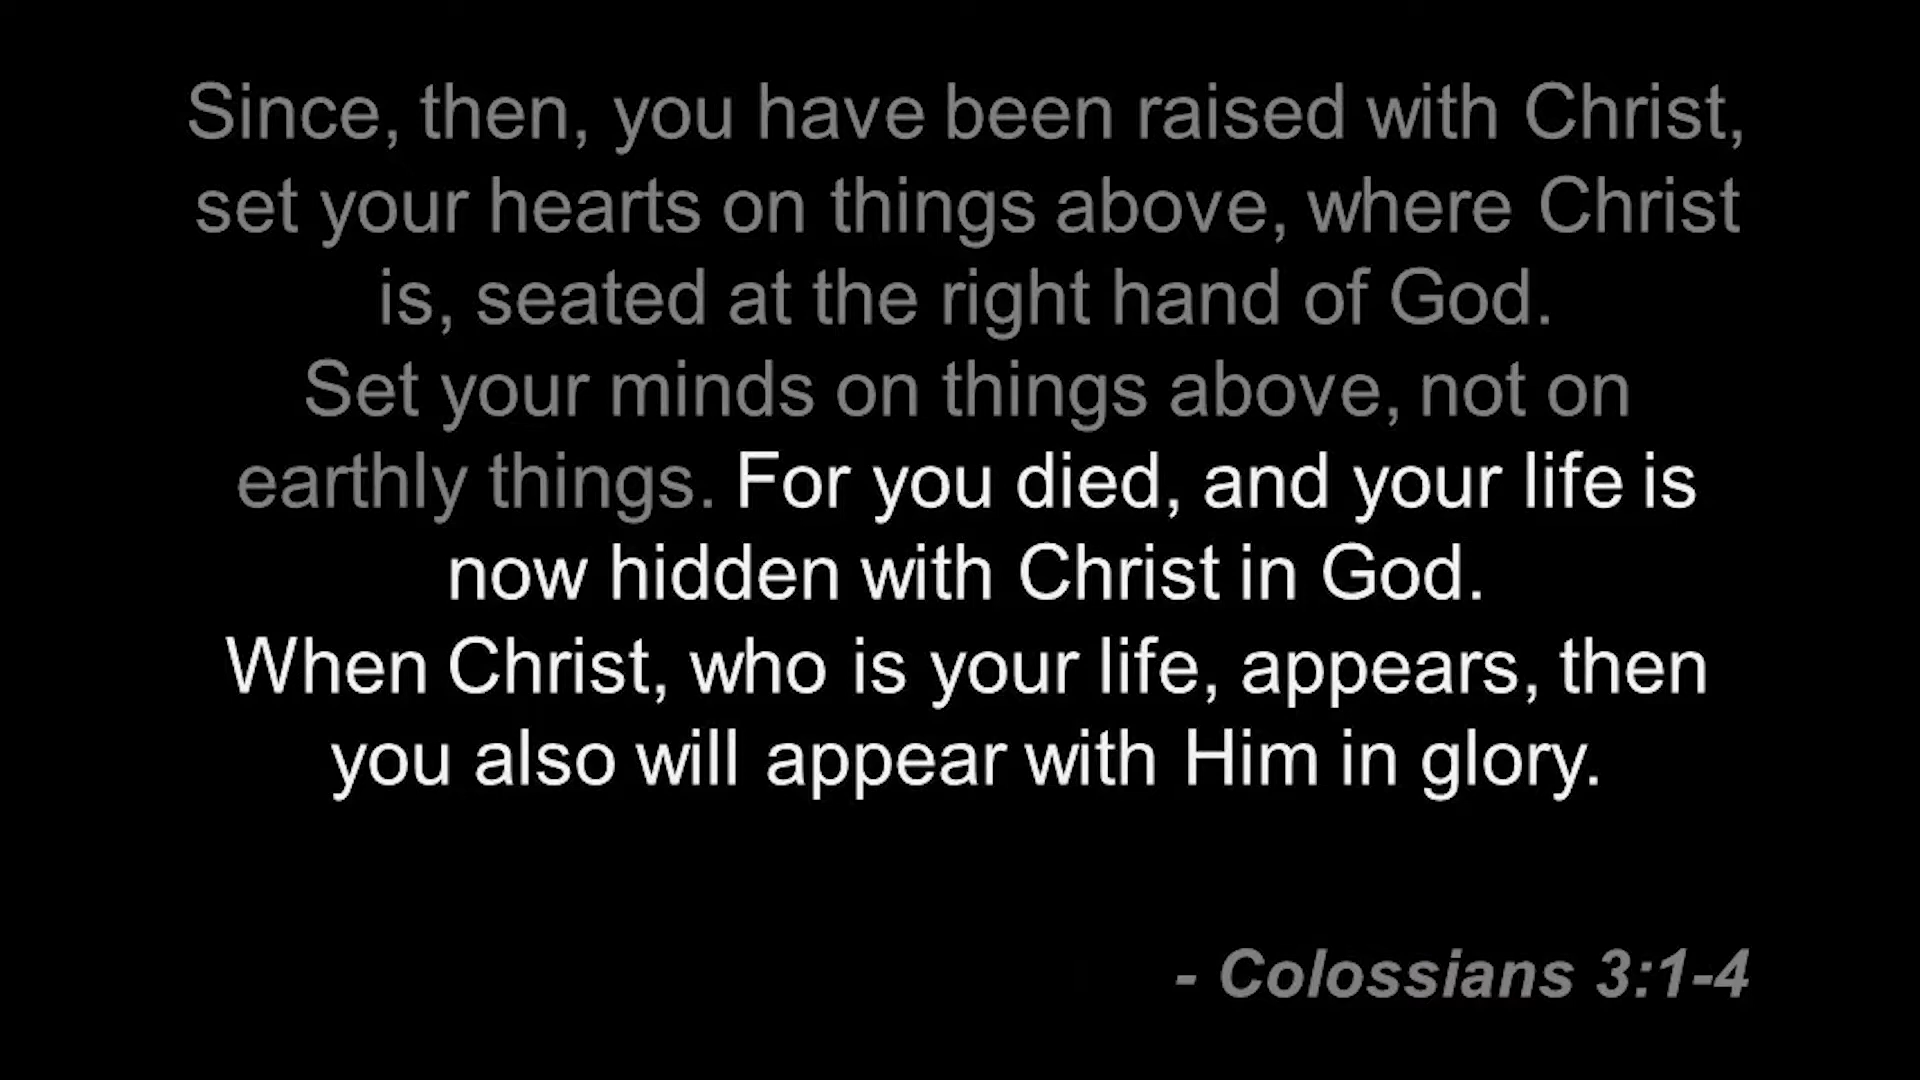 Since, then, you have been raised with Christ,
set your hearts on things above, where Christ
is, seated at the right hand of God.
Set your minds on things above, not on
earthly things. For you died, and your life is
now hidden with Christ in God.
When Christ, who is your life, appears, then
you also will appear with Him in glory.
- Colossians 3:1-4